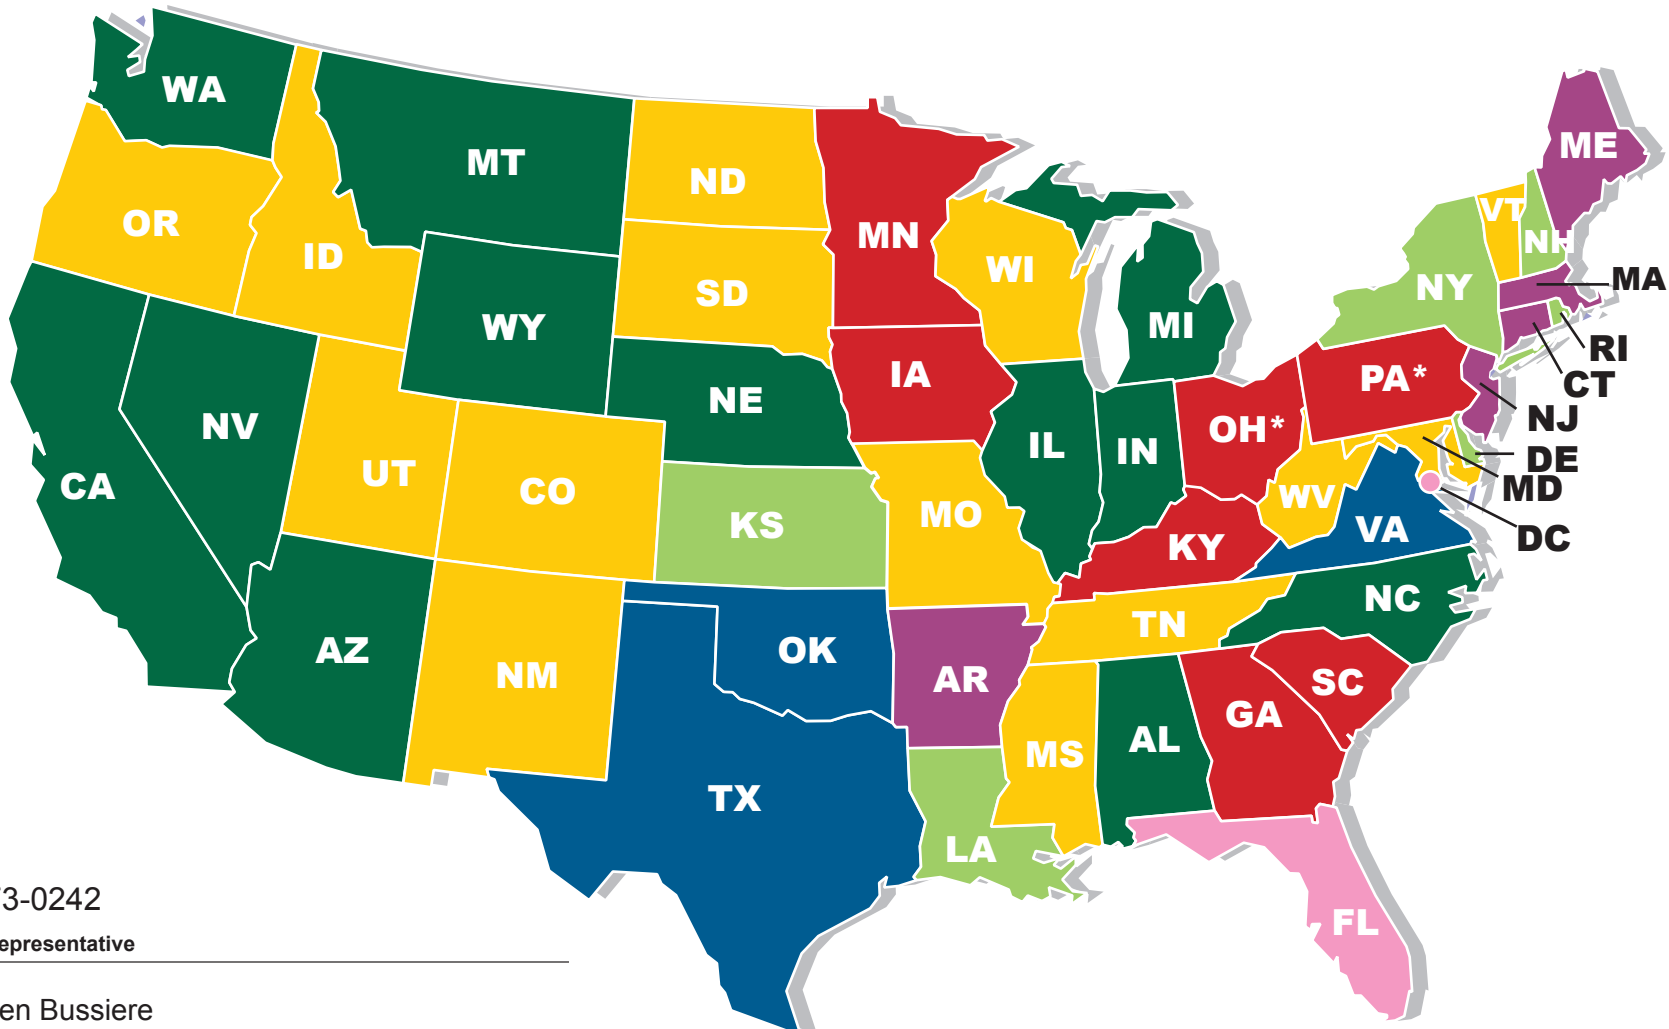 WA
ME
MT
ND
VT
OR
MN
NH
ID
WI
MA
SD
NY
WY
MI
RI
IA
PA*
CT
NE
NJ
NV
OH*
IL
IN
DE
UT
CA
CO
WV
MD
MO
KS
VA
DC
KY
NC
TN
AZ
OK
NM
AR
SC
GA
AL
MS
TX
LA
FL
73-0242
epresentative
en Bussiere